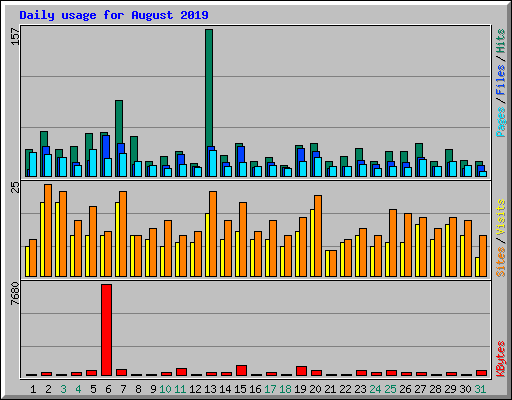 Daily usage for August 2019
157
Pages / Files / Hits
25
Sites / Visits
7680
KBytes
1 2 3 4 5 6 7 8 9 10 11 12 13 14 15 16 17 18 19 20 21 22 23 24 25 26 27 28 29 30 31